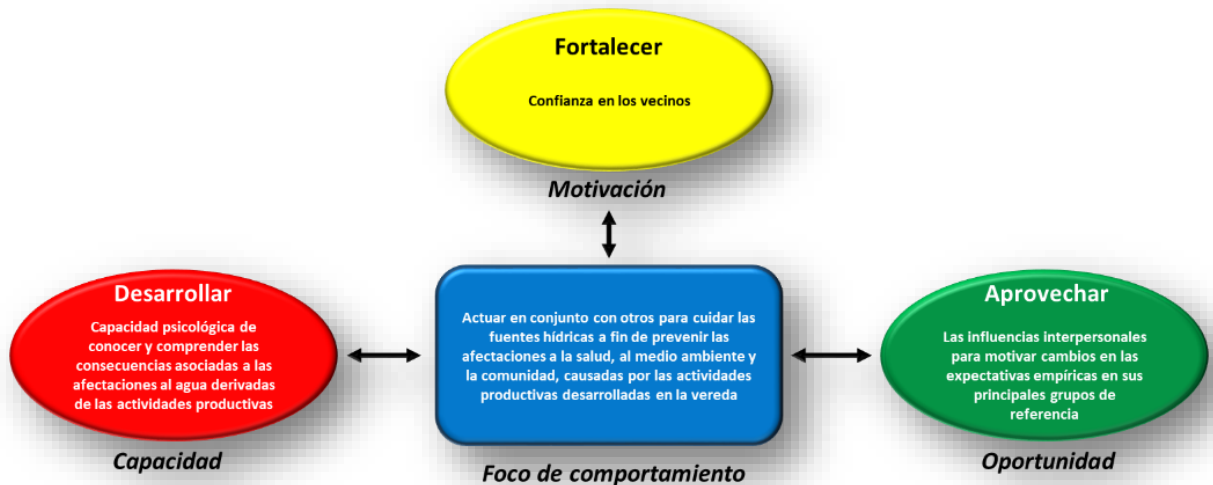 Fortalecer
Confianza en los vecinos
Motivación
Desarrollar
Capacidad psicológica de
conocer y comprender las
consecuencias asociadas a las
afectaciones al agua derivadas
de las actividades productivas
Capacidad
Actuar en conjunto con otros para cuidar las
fuentes hídricas a fin de prevenir las
afectaciones a la salud, al medio ambiente y
la comunidad, causadas por las actividades
productivas desarrolladas en la vereda
Foco de comportamiento
Aprovechar
Las influencias interpersonales
para motivar cambios en las
expectativas empíricas en sus
principales grupos de
referencia
Oportunidad